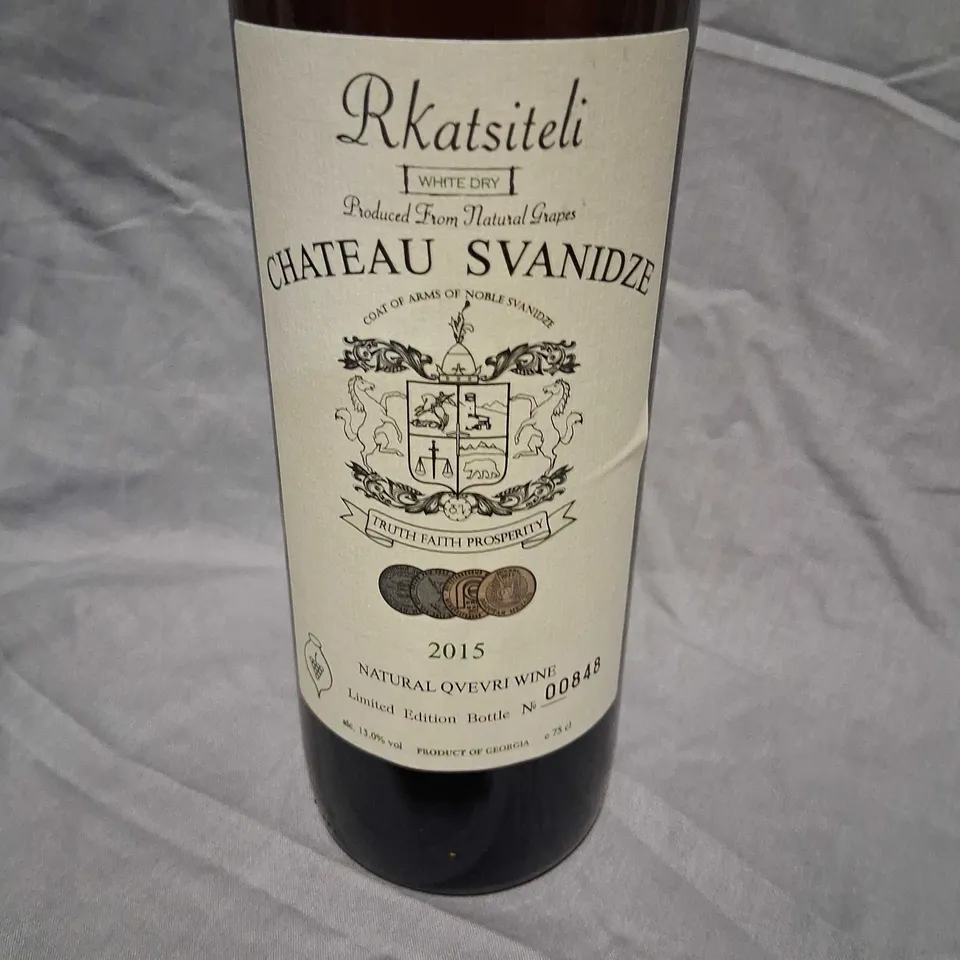 Rkatsiteli
WHITE DRY
Produced From Natural Grapes
CHATEAU SVANIDZE
COAT OF ARMS OF NOBLE SVANIDZE
TRUTH FAITH PROSPERITY
2015
NATURAL QVEVRI WINE
Limited Edition Bottle № 00848
alc. 13.0% vol PRODUCT OF GEORGIA e 75 cl